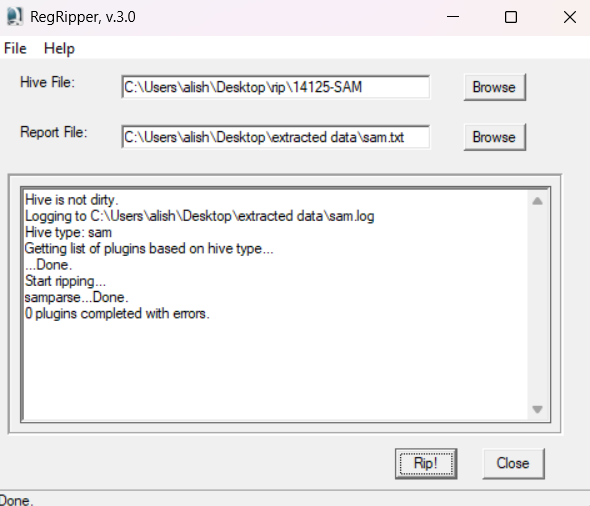 RegRipper, v.3.0
File Help
Hive File: C:\Users\alish\Desktop\rip\14125-SAM Browse
Report File: C:\Users\alish\Desktop\extracted data\sam.txt Browse
Hive is not dirty.
Logging to C:\Users\alish\Desktop\extracted data\sam.log
Hive type: sam
Getting list of plugins based on hive type...
...Done.
Start ripping...
samparse...Done.
0 plugins completed with errors.
Rip! Close
Done.